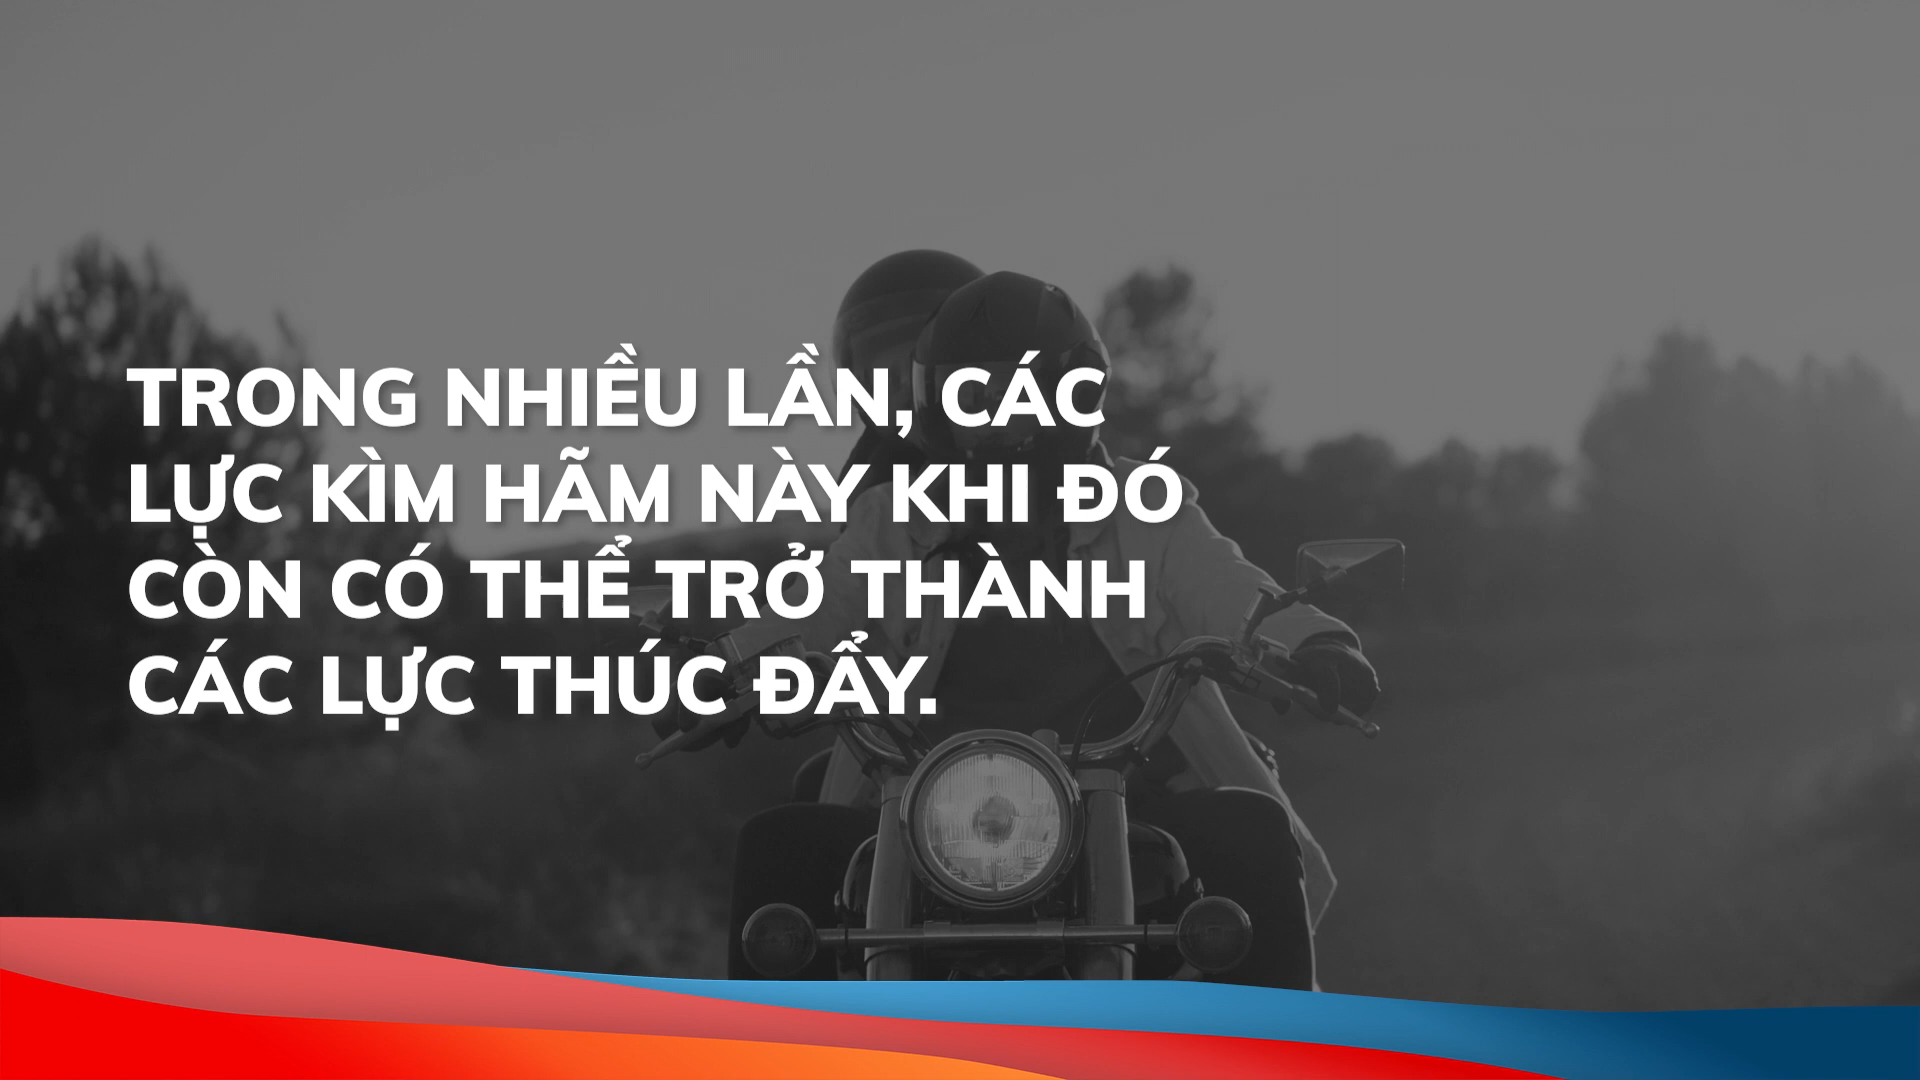 TRONG NHIỀU LẦN, CÁC
LỰC KÌM HÃM NÀY KHI ĐÓ
CÒN CÓ THỂ TRỞ THÀNH
CÁC LỰC THÚC ĐẨY.